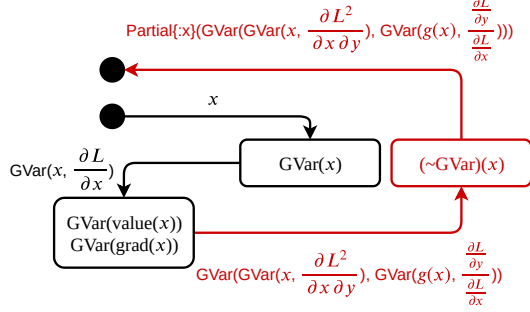 Partial{:x}(GVar(GVar(x, ∂L²/∂x ∂y), GVar(g(x), ∂L/∂y / ∂L/∂x)))
x
GVar(x)
(~GVar)(x)
GVar(x, ∂L/∂x)
GVar(value(x))
GVar(grad(x))
GVar(GVar(x, ∂L²/∂x ∂y), GVar(g(x), ∂L/∂y / ∂L/∂x))